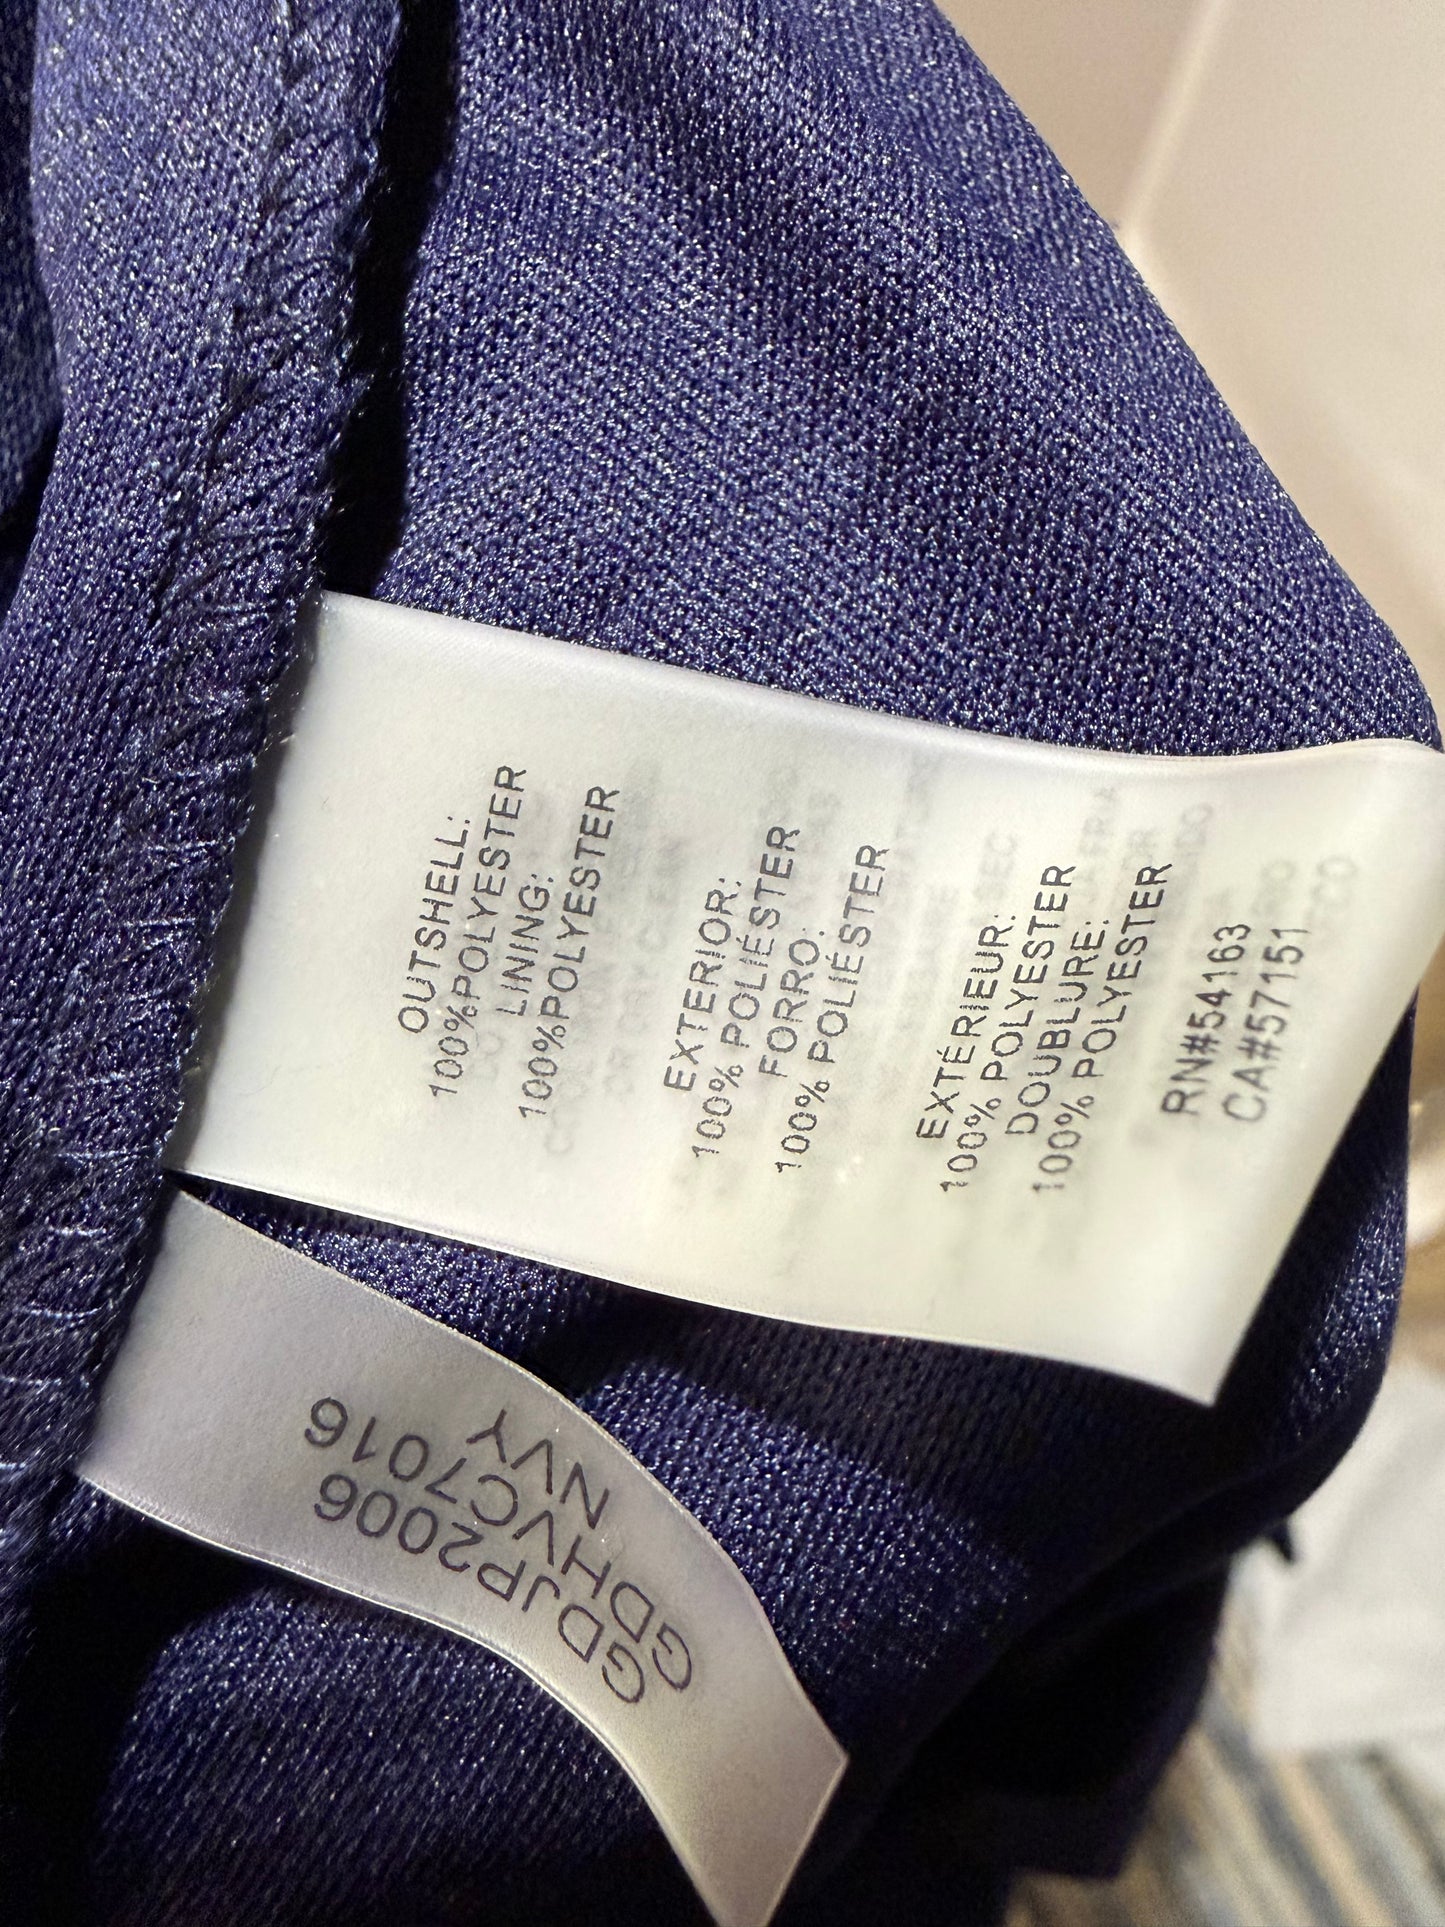 OUTSHELL:
100%POLYESTER
LINING:
100%POLYESTER
EXTERIOR:
100% POLIÉSTER
FORRO:
100% POLIÉSTER
EXTÉRIEUR:
100% POLYESTER
DOUBLURE:
100% POLYESTER
RN#54163
CA#57151
GDJP2006
GDHVC7016
NVY